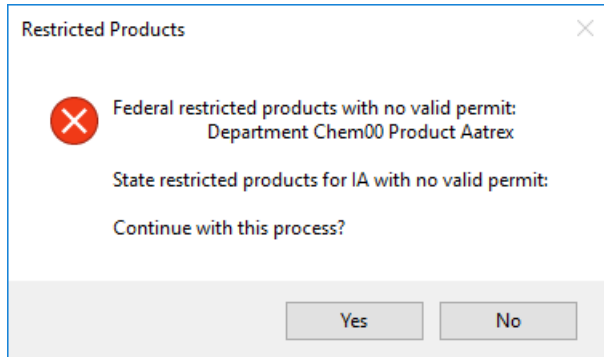 Restricted Products
Federal restricted products with no valid permit:
Department Chem00 Product Aatrex
State restricted products for IA with no valid permit:
Continue with this process?
Yes
No